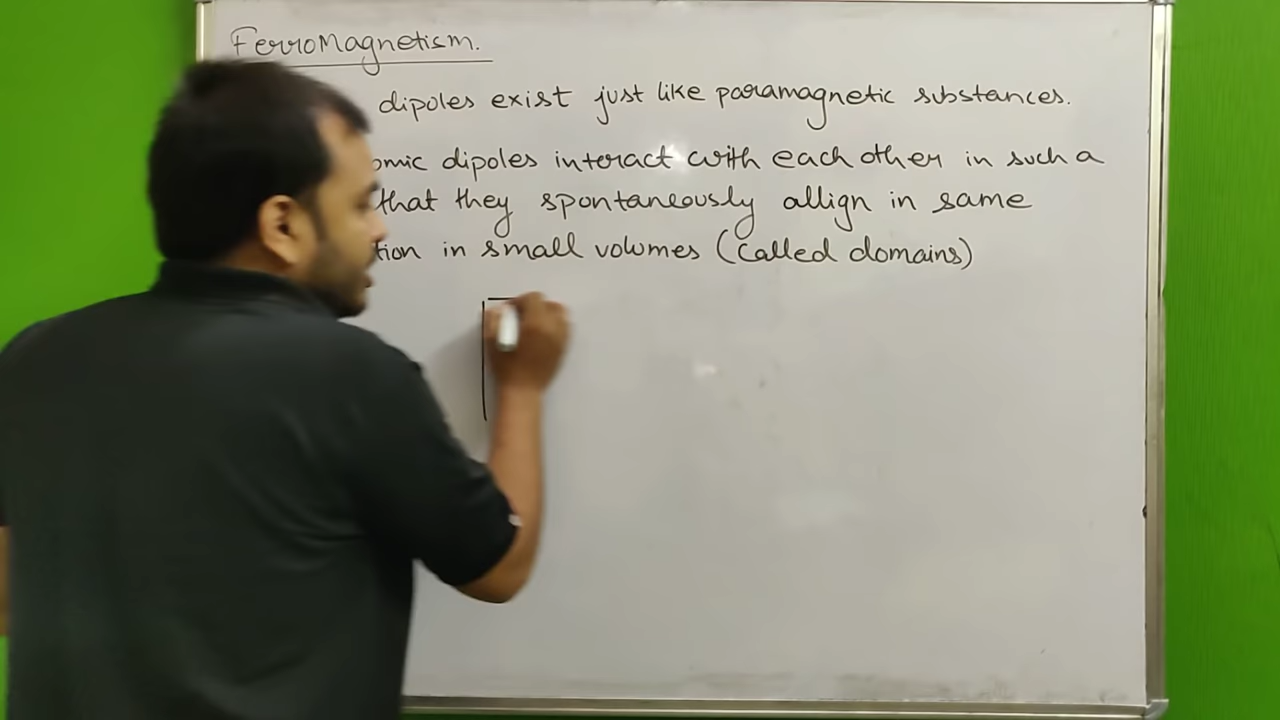 FerroMagnetism.
dipoles exist just like paramagnetic substances.
omic dipoles interact with each other in such a
that they spontaneously allign in same
tion in small volumes (called domains)